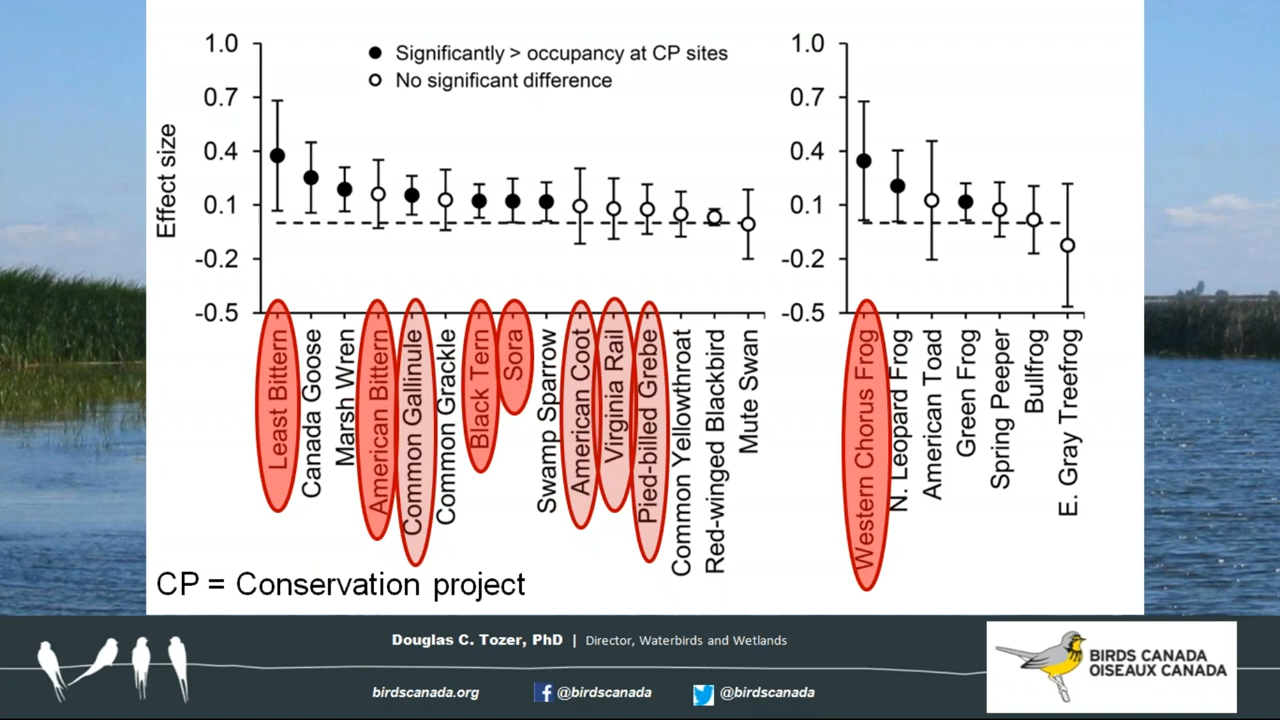 1.0
0.7
0.4
0.1
-0.2
-0.5
Effect size
Significantly > occupancy at CP sites
No significant difference
Least Bittern
Canada Goose
Marsh Wren
American Bittern
Common Gallinule
Common Grackle
Black Tern
Sora
Swamp Sparrow
American Coot
Virginia Rail
Pied-billed Grebe
Common Yellowthroat
Red-winged Blackbird
Mute Swan
1.0
0.7
0.4
0.1
-0.2
-0.5
Western Chorus Frog
N. Leopard Frog
American Toad
Green Frog
Spring Peeper
Bullfrog
E. Gray Treefrog
CP = Conservation project
Douglas C. Tozer, PhD | Director, Waterbirds and Wetlands
birdscanada.org @birdscanada @birdscanada
BIRDS CANADA
OISEAUX CANADA